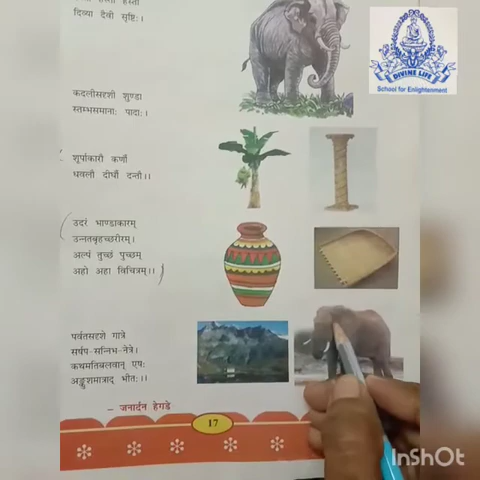 दिव्या देवी सृष्टिः।
कदलीसदृशी शुण्डा
स्तम्भसमानाः पादाः।
शूर्पाकारौ कर्णौ
धवलौ दीर्घौ दन्तौ।।
उदरं भाण्डाकारम्
उन्नतबृहच्छरीरम्।
अल्पं तुच्छं पुच्छम्
अहो अहा विचित्रम्।।
पर्वतसदृशे गात्रे
सर्षप-सन्निभ-नेत्रे।
कथमतिबलवान् एषः
अङ्कुशमात्राद् भीतः।।
– जनार्दन हेगडे
17
DIVINE LIFE
School for Enlightenment
InShOt